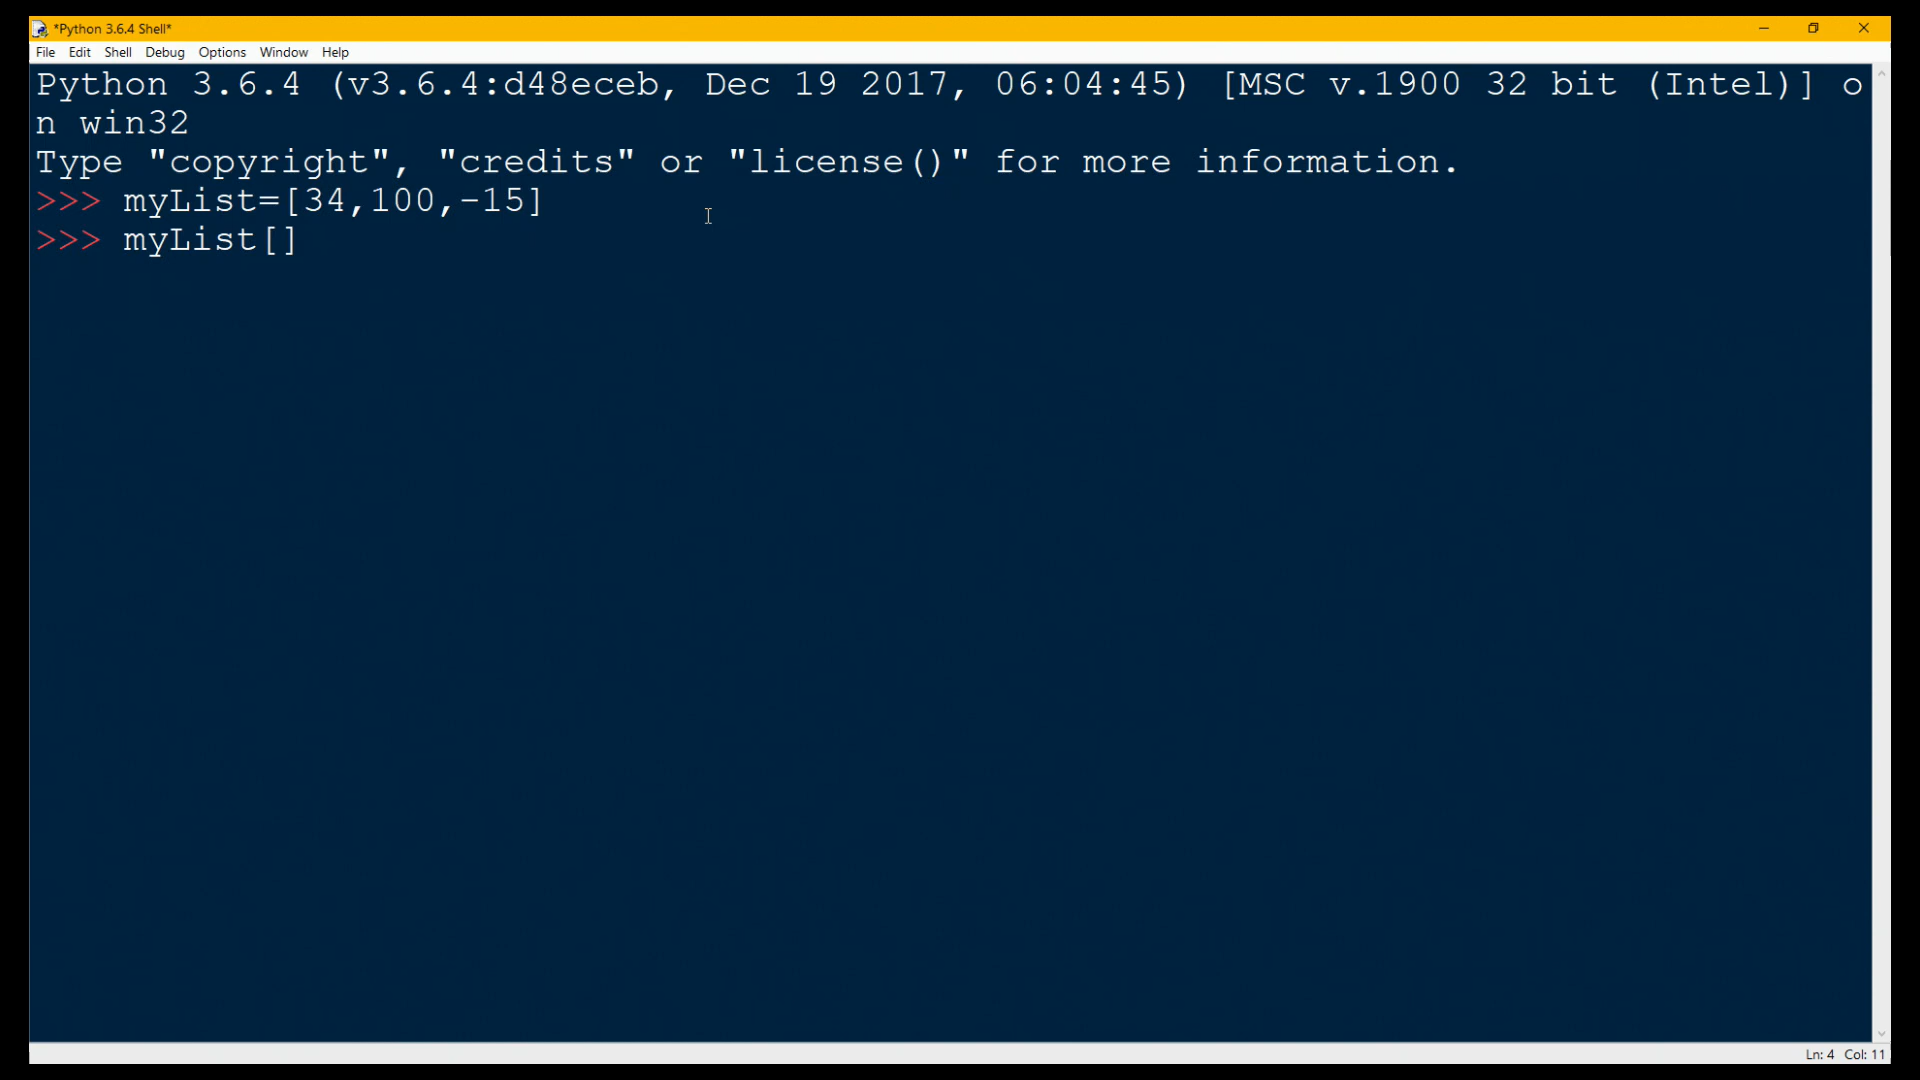 *Python 3.6.4 Shell*
File Edit Shell Debug Options Window Help
Python 3.6.4 (v3.6.4:d48eceb, Dec 19 2017, 06:04:45) [MSC v.1900 32 bit (Intel)] o
n win32
Type "copyright", "credits" or "license()" for more information.
>>> myList=[34,100,-15]
>>> myList[]
Ln: 4 Col: 11